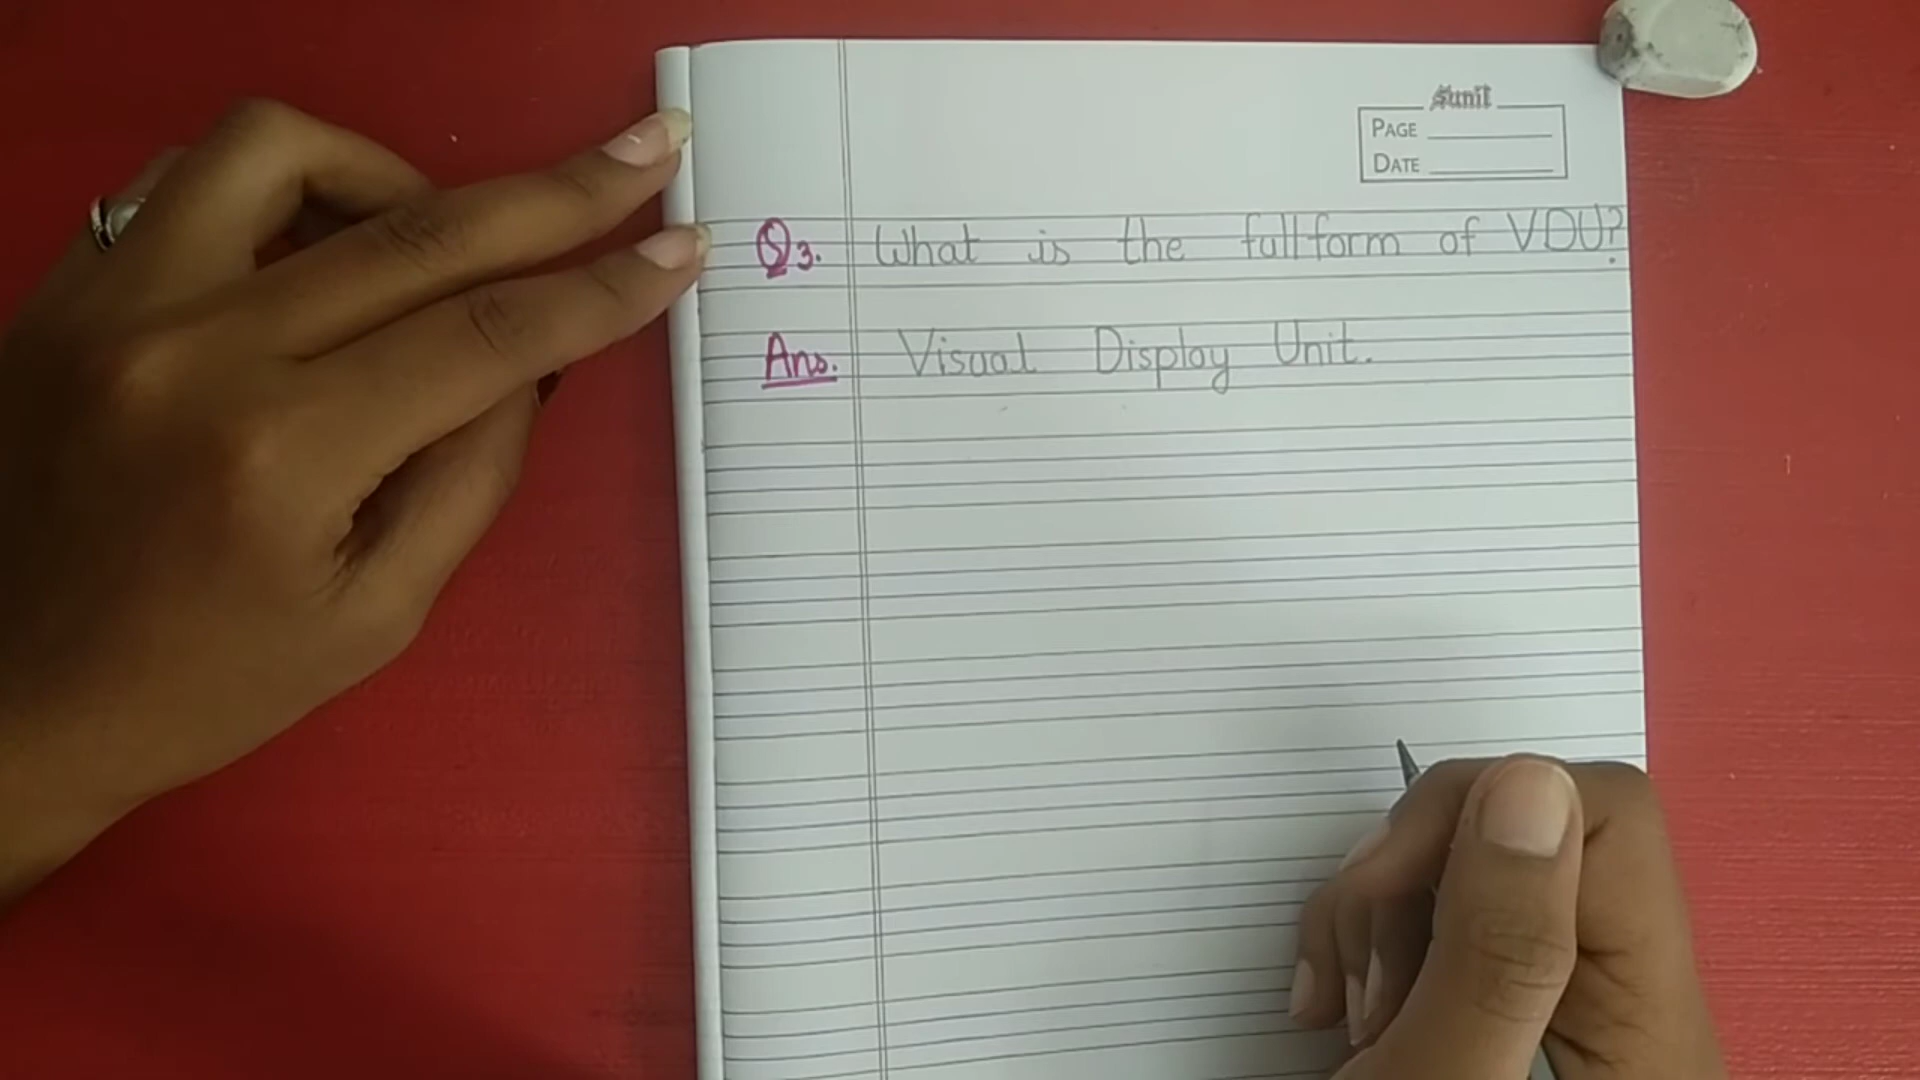 Sunil
PAGE
DATE
Q3. What is the fullform of VDU?
Ans. Visual Display Unit.